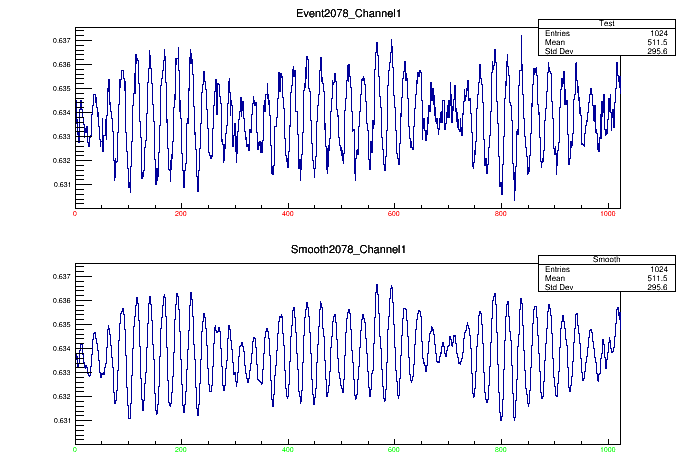 Event2078_Channel1
Test
Entries 1024
Mean 511.5
Std Dev 295.6
0.637
0.636
0.635
0.634
0.633
0.632
0.631
0 200 400 600 800 1000
Smooth2078_Channel1
Smooth
Entries 1024
Mean 511.5
Std Dev 295.6
0.637
0.636
0.635
0.634
0.633
0.632
0.631
0 200 400 600 800 1000